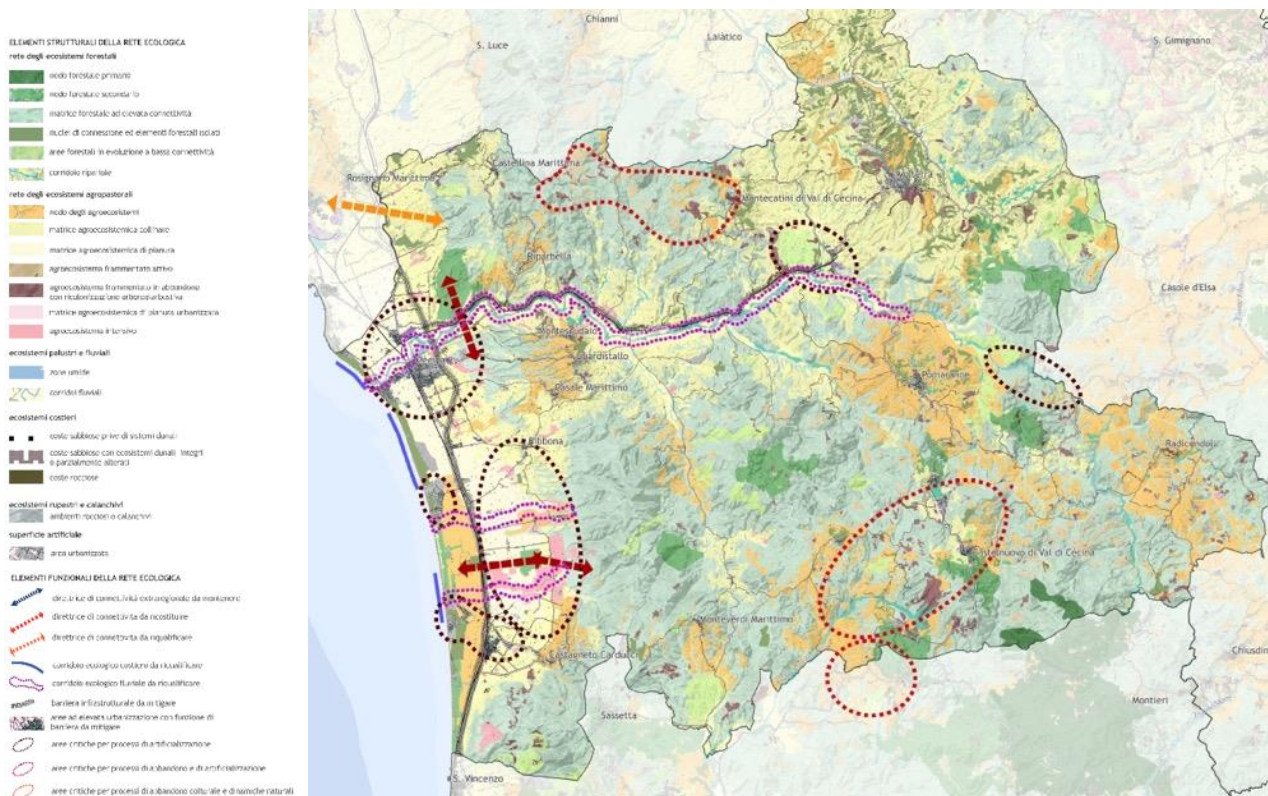 ELEMENTI STRUTTURALI DELLA RETE ECOLOGICA
rete degli ecosistemi forestali
nodo forestale primario
nodo forestale secondario
matrice forestale ad elevata connettività
nuclei di connessione ed elementi forestali isolati
aree forestali in evoluzione a bassa connettività
corridoio ripariale
rete degli ecosistemi agropastorali
nodo degli agroecosistemi
matrice agroecosistemica collinare
matrice agroecosistemica di pianura
agroecosistema frammentato attivo
agroecosistema frammentato in abbandono
con ricolonizzazione arborea/arbustiva
matrice agroecosistemica di pianura urbanizzata
agroecosistema intensivo
ecosistemi palustri e fluviali
zone umide
corridoi fluviali
ecosistemi costieri
coste sabbiose prive di sistemi dunali
coste sabbiose con ecosistemi dunali integri
o parzialmente alterati
coste rocciose
ecosistemi rupestri e calanchivi
ambienti rocciosi o calanchivi
superficie artificiale
area urbanizzata
ELEMENTI FUNZIONALI DELLA RETE ECOLOGICA
direttrice di connettività extraregionale da mantenere
direttrice di connettività da ricostituire
direttrice di connettività da riqualificare
corridoio ecologico costiero da riqualificare
corridoio ecologico fluviale da riqualificare
barriera infrastrutturale da mitigare
aree ad elevata urbanizzazione con funzione di
barriera da mitigare
aree critiche per processi di artificializzazione
aree critiche per processi di abbandono e di artificializzazione
aree critiche per processi di abbandono colturale e dinamiche naturali
Chianni
S. Luce
Laiàtico
S. Gimignano
Castellina Marittima
Rosignano Marittimo
Montecatini di Val di Cecina
Riparbella
Casole d'Elsa
Montescudaio
Guardistallo
Casale Marittimo
Pomarance
Bibbona
Radicondoli
Castelnuovo di Val di Cecina
Monteverdi Marittimo
Castagneto Carducci
Chiusdin
Sassetta
Montieri
S. Vincenzo